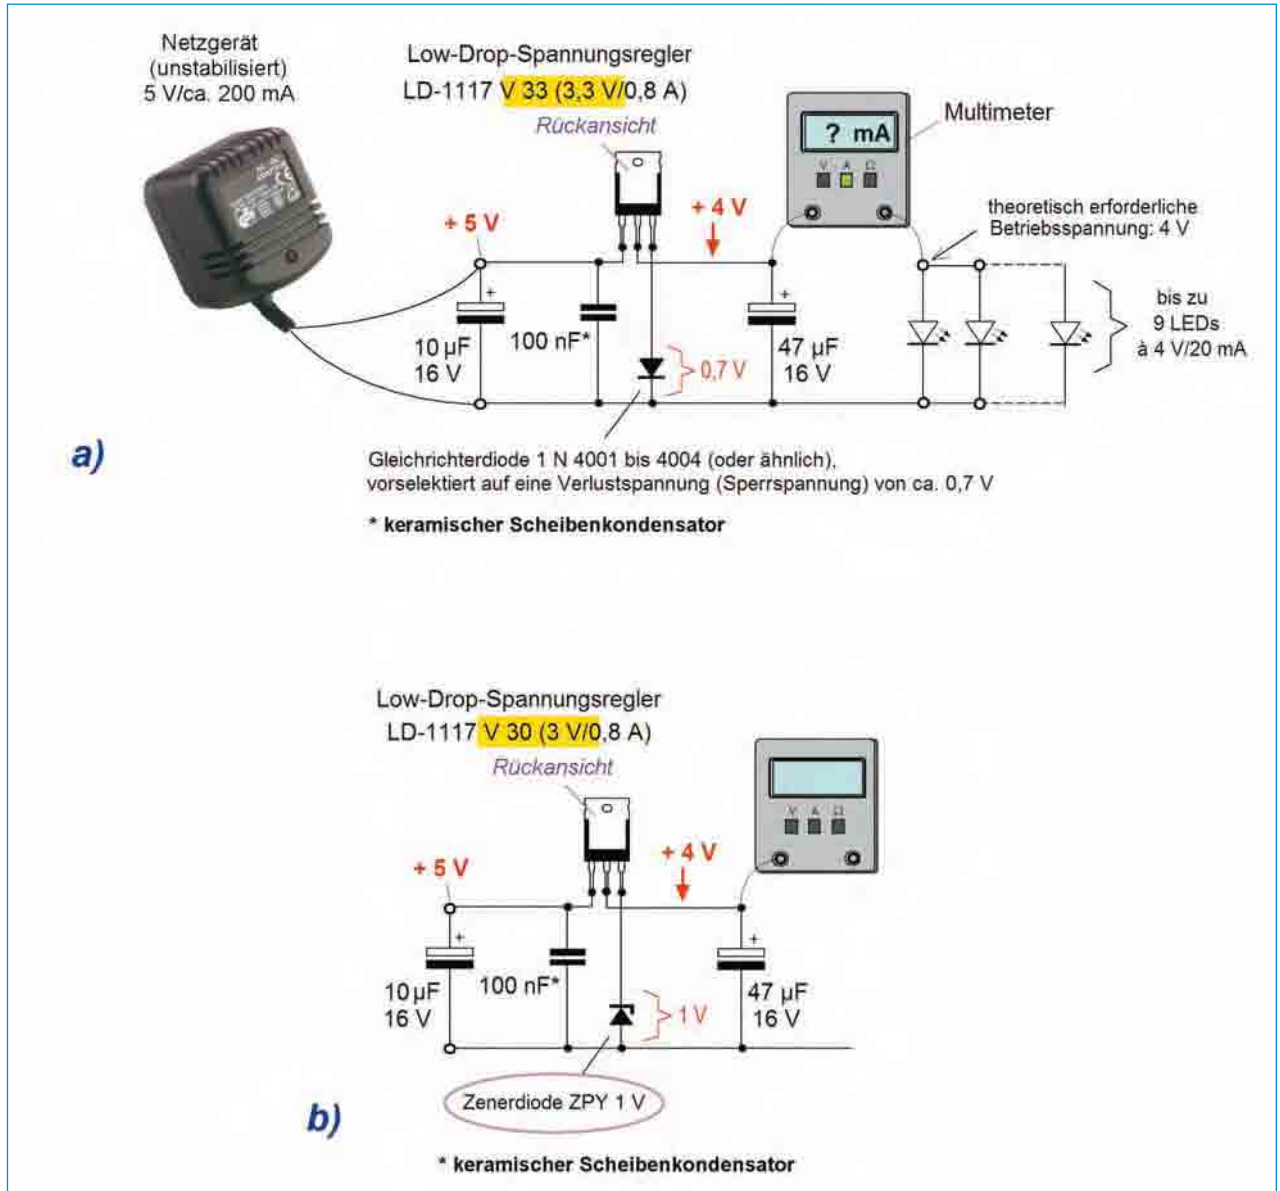 Netzgerät
(unstabilisiert)
5 V/ca. 200 mA
Low-Drop-Spannungsregler
LD-1117 V 33 (3,3 V/0,8 A)
Rückansicht
? mA
V A Ω
Multimeter
+ 5 V
+ 4 V
theoretisch erforderliche
Betriebsspannung: 4 V
+
10 µF
16 V
100 nF*
0,7 V
+
47 µF
16 V
bis zu
9 LEDs
à 4 V/20 mA
a)
Gleichrichterdiode 1 N 4001 bis 4004 (oder ähnlich),
vorselektiert auf eine Verlustspannung (Sperrspannung) von ca. 0,7 V
* keramischer Scheibenkondensator
Low-Drop-Spannungsregler
LD-1117 V 30 (3 V/0,8 A)
Rückansicht
V A Ω
+ 5 V
+ 4 V
+
10 µF
16 V
100 nF*
1 V
+
47 µF
16 V
Zenerdiode ZPY 1 V
b)
* keramischer Scheibenkondensator